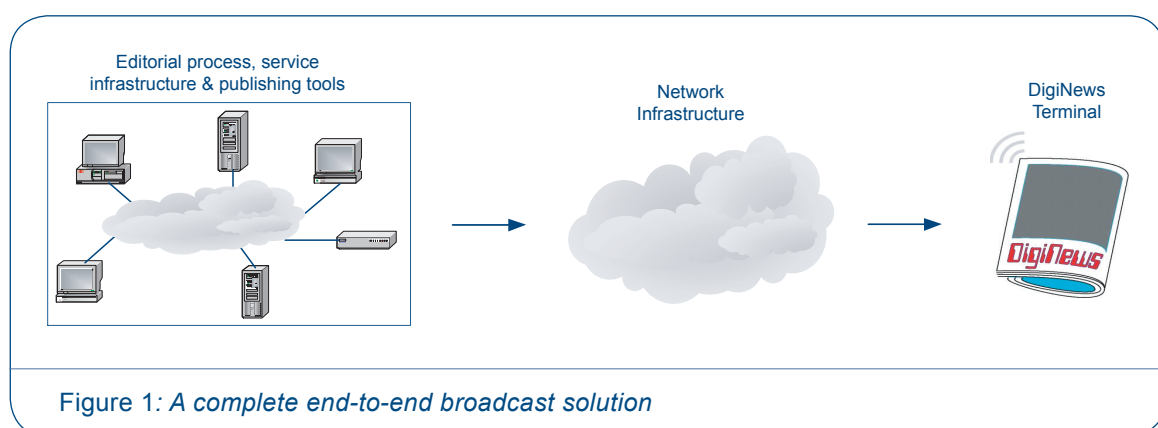 Editorial process, service
infrastructure & publishing tools
Network
Infrastructure
DigiNews
Terminal
DigiNews
Figure 1: A complete end-to-end broadcast solution